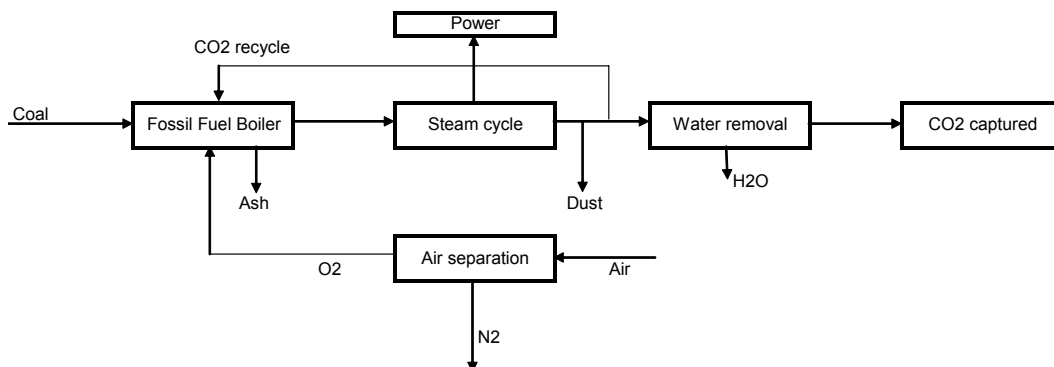 Power
CO2 recycle
Coal
Fossil Fuel Boiler
Steam cycle
Water removal
CO2 captured
H2O
Ash
Dust
Air separation
O2
Air
N2